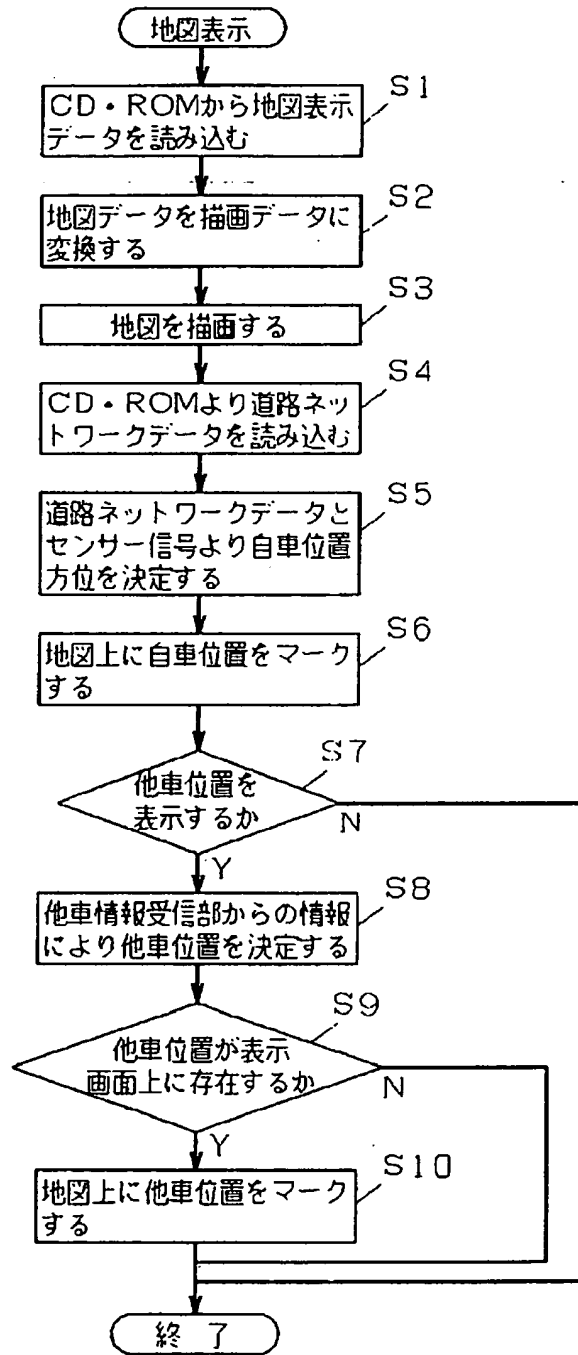 地図表示
S1
CD・ROMから地図表示
データを読み込む
S2
地図データを描画データに
変換する
S3
地図を描画する
S4
CD・ROMより道路ネッ
トワークデータを読み込む
S5
道路ネットワークデータと
センサー信号より自車位置
方位を決定する
S6
地図上に自車位置をマーク
する
S7
他車位置を
表示するか
N
Y
S8
他車情報受信部からの情報
により他車位置を決定する
S9
他車位置が表示
画面上に存在するか
N
Y
S10
地図上に他車位置をマーク
する
終了